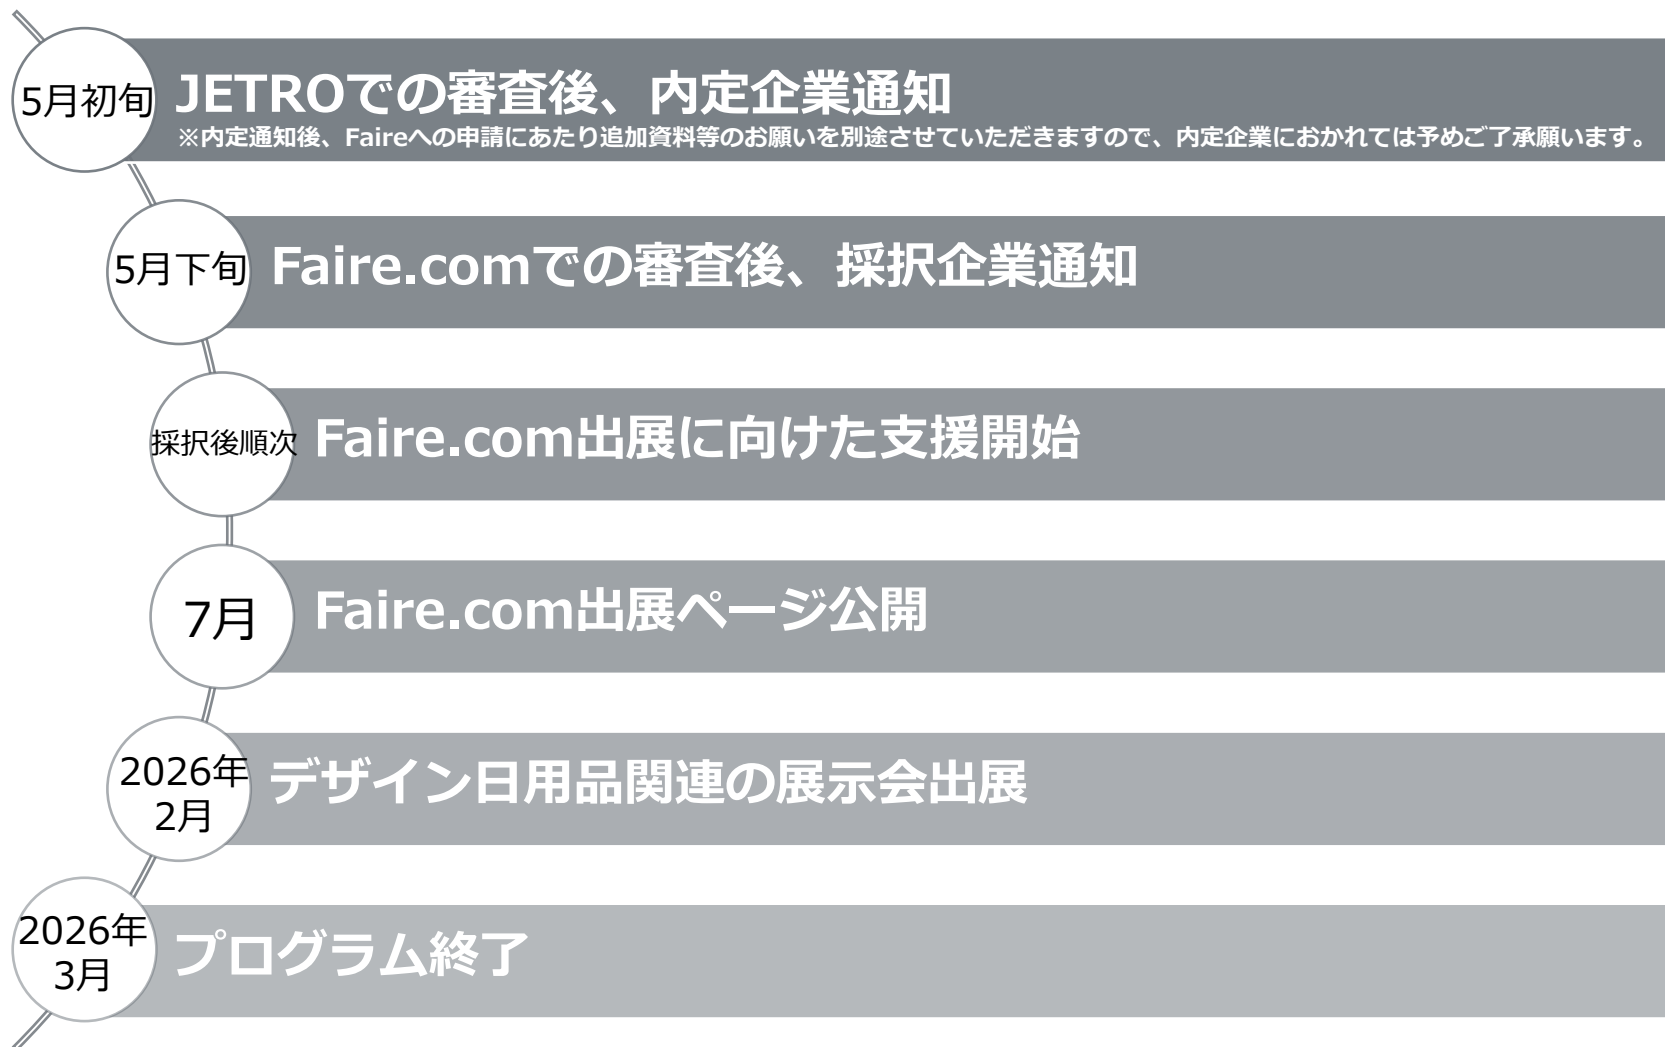 5月初旬
JETROでの審査後、内定企業通知
※内定通知後、Faireへの申請にあたり追加資料等のお願いを別途させていただきますので、内定企業におかれては予めご了承願います。
5月下旬
Faire.comでの審査後、採択企業通知
採択後順次
Faire.com出展に向けた支援開始
7月
Faire.com出展ページ公開
2026年
2月
デザイン日用品関連の展示会出展
2026年
3月
プログラム終了